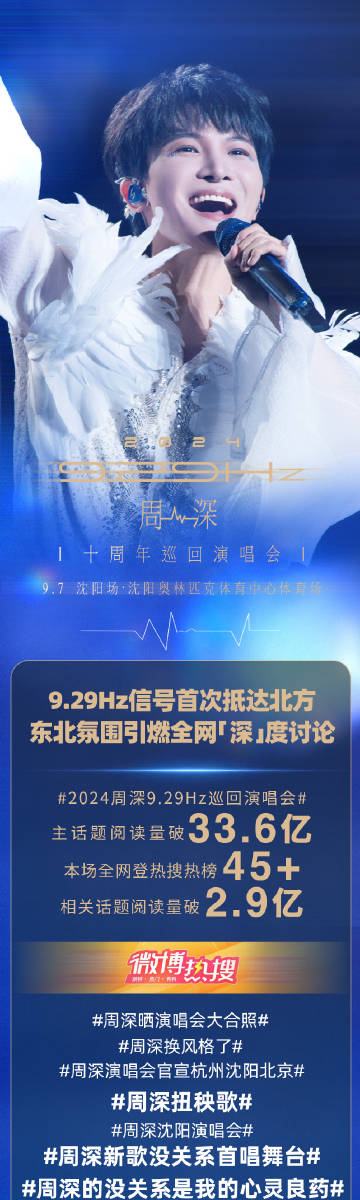 2024
929Hz
周深
十周年巡回演唱会
9.7 沈阳场·沈阳奥林匹克体育中心体育场
9.29Hz信号首次抵达北方
东北氛围引燃全网「深」度讨论
#2024周深9.29Hz巡回演唱会#
主话题阅读量破33.6亿
本场全网登热搜热榜45+
相关话题阅读量破2.9亿
微博热搜
#周深晒演唱会大合照#
#周深换风格了#
#周深演唱会官宣杭州沈阳北京#
#周深扭秧歌#
#周深沈阳演唱会#
#周深新歌没关系首唱舞台#
#周深的没关系是我的心灵良药#